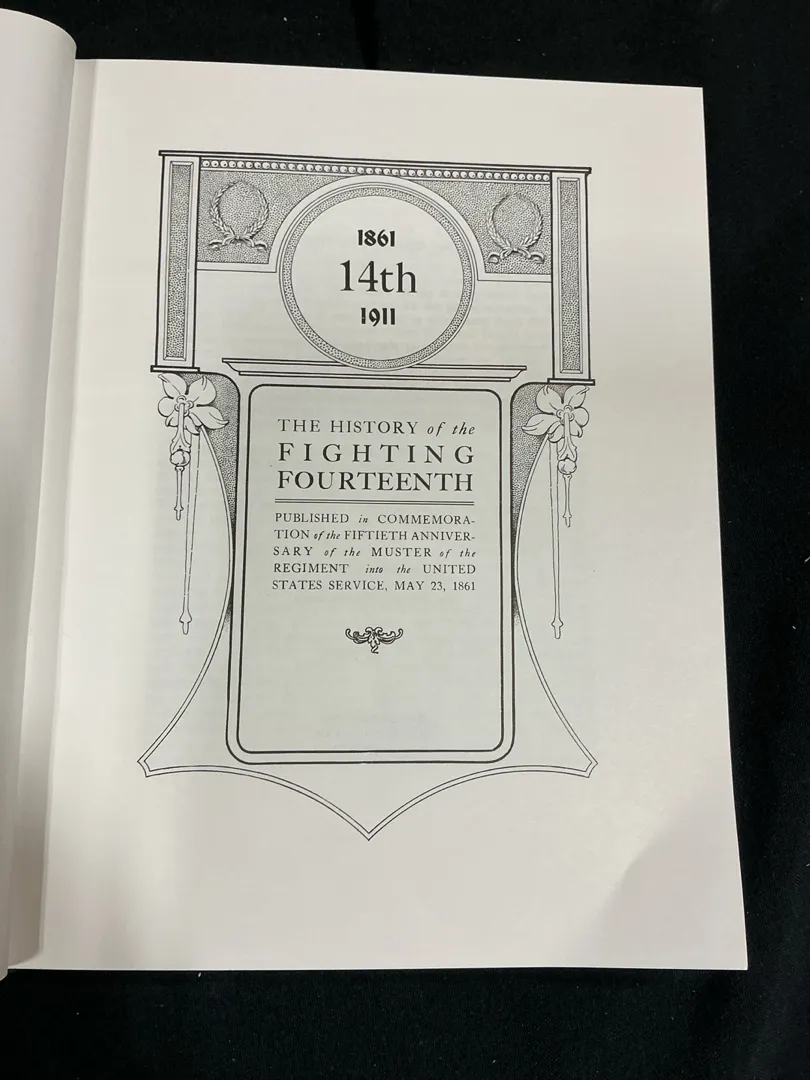 1861
14th
1911
THE HISTORY of the
FIGHTING
FOURTEENTH
PUBLISHED in COMMEMORA-
TION of the FIFTIETH ANNIVER-
SARY of the MUSTER of the
REGIMENT into the UNITED
STATES SERVICE, MAY 23, 1861